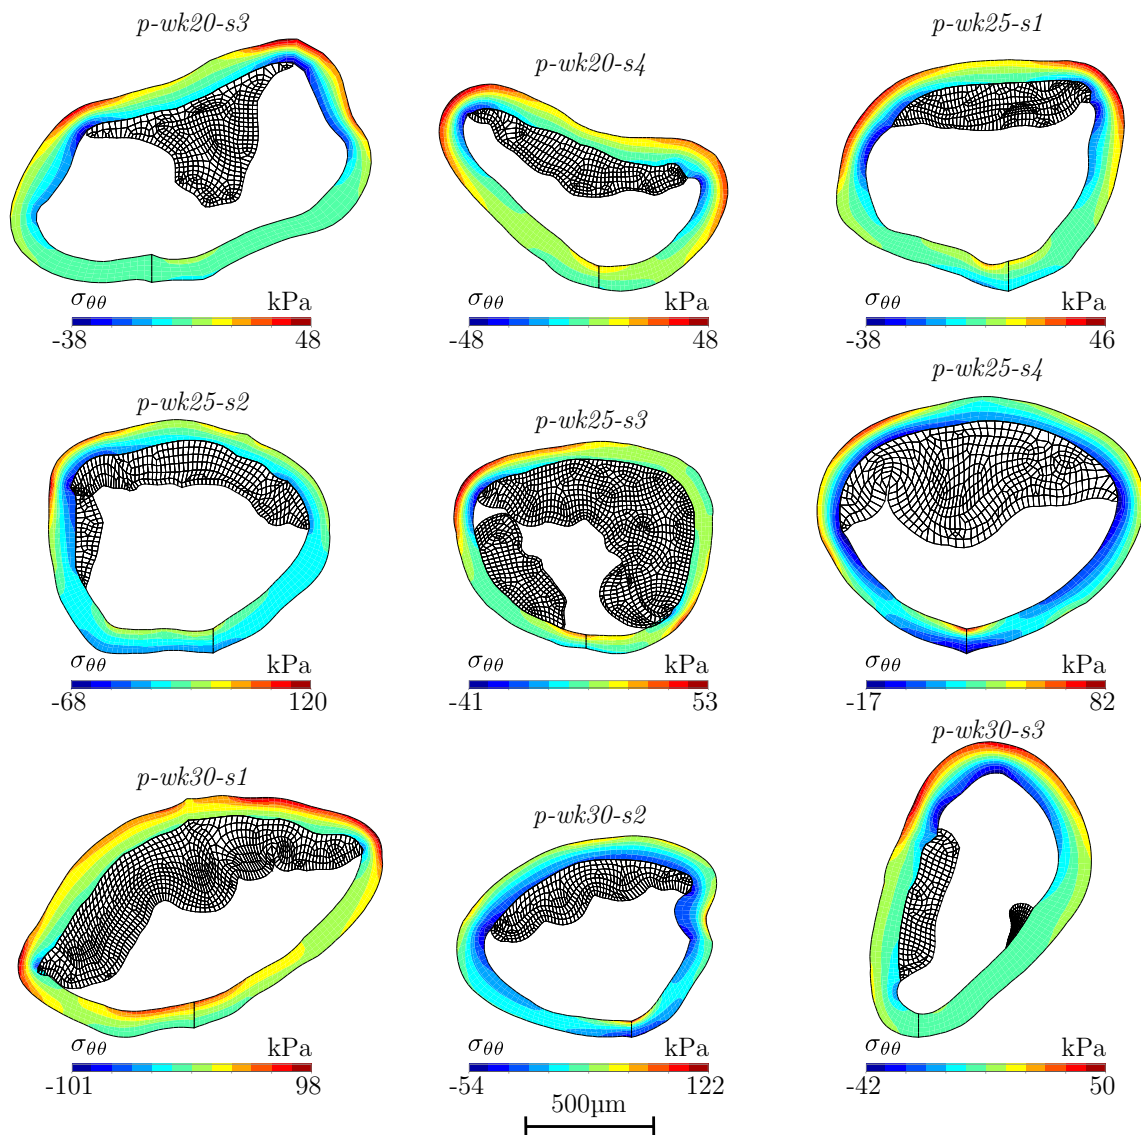 p-wk20-s3
p-wk20-s4
p-wk25-s1
σθθ kPa
-38 48
σθθ kPa
-48 48
σθθ kPa
-38 46
p-wk25-s2
p-wk25-s3
p-wk25-s4
σθθ kPa
-68 120
σθθ kPa
-41 53
σθθ kPa
-17 82
p-wk30-s1
p-wk30-s2
p-wk30-s3
σθθ kPa
-101 98
σθθ kPa
-54 122
σθθ kPa
-42 50
500µm